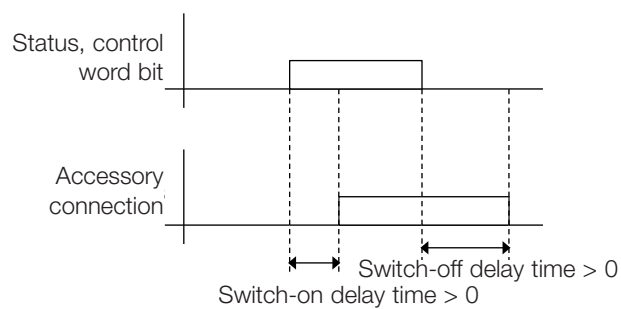 Status, control
word bit
Accessory
connection
Switch-off delay time > 0
Switch-on delay time > 0